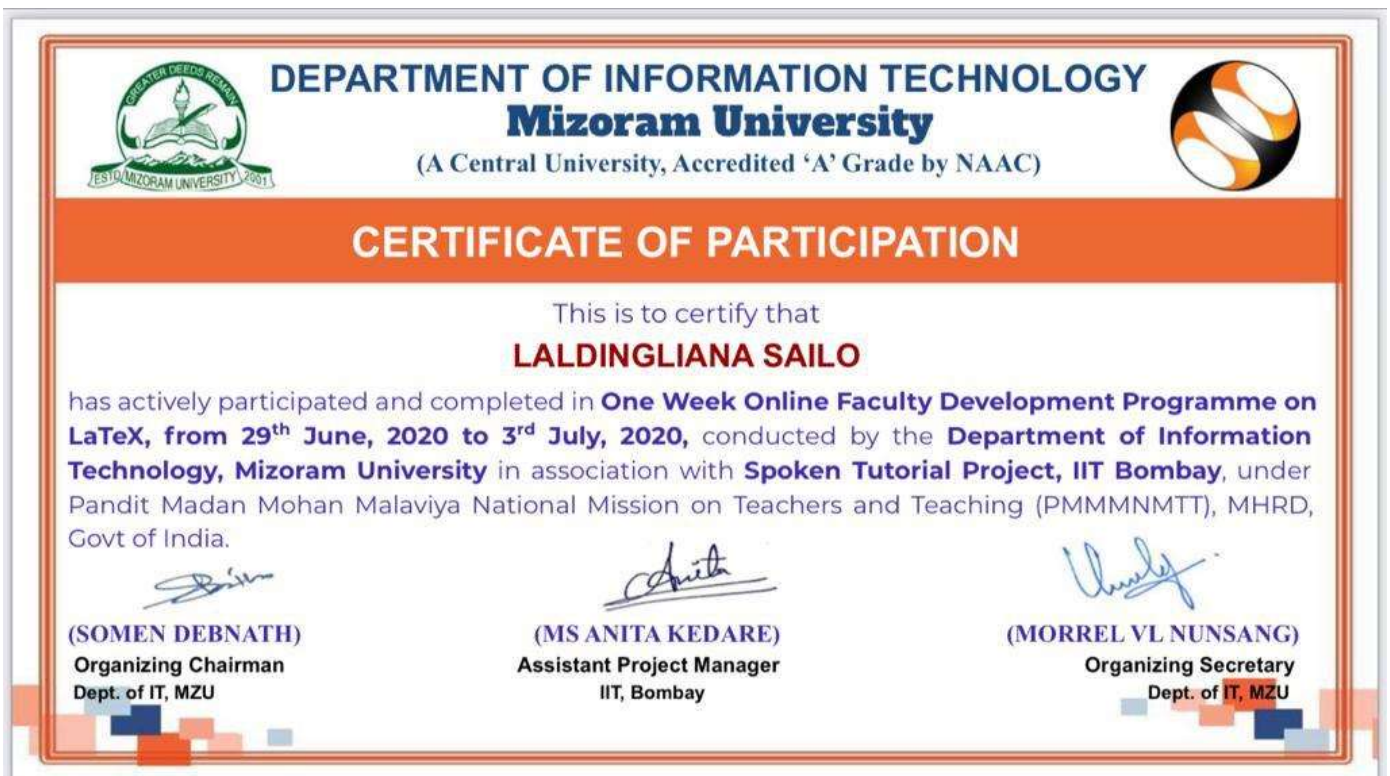 GREATER DEEDS REMAIN
ESTD MIZORAM UNIVERSITY 2001
DEPARTMENT OF INFORMATION TECHNOLOGY
Mizoram University
(A Central University, Accredited ‘A’ Grade by NAAC)
CERTIFICATE OF PARTICIPATION
This is to certify that
LALDINGLIANA SAILO
has actively participated and completed in One Week Online Faculty Development Programme on
LaTeX, from 29th June, 2020 to 3rd July, 2020, conducted by the Department of Information
Technology, Mizoram University in association with Spoken Tutorial Project, IIT Bombay, under
Pandit Madan Mohan Malaviya National Mission on Teachers and Teaching (PMMMNMTT), MHRD,
Govt of India.
Anita
(SOMEN DEBNATH) (MS ANITA KEDARE) (MORREL VL NUNSANG)
Organizing Chairman Assistant Project Manager Organizing Secretary
Dept. of IT, MZU IIT, Bombay Dept. of IT, MZU